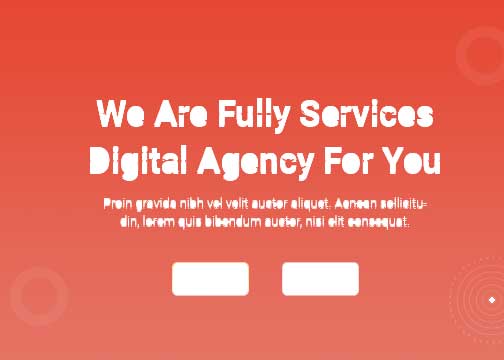 We Are Fully Services
Digital Agency For You
Proin gravida nibh vel velit auctor aliquet. Aenean sollicitu-
din, lorem quis bibendum auctor, nisi elit consequat.